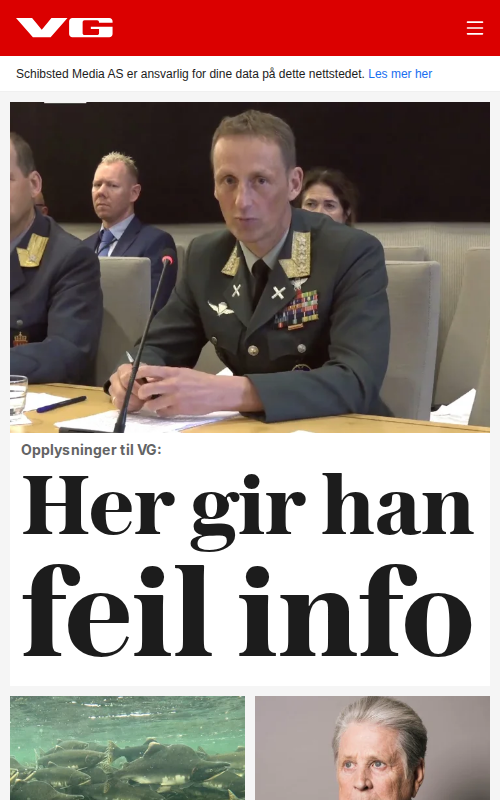 VG
Schibsted Media AS er ansvarlig for dine data på dette nettstedet. Les mer her
Opplysninger til VG:
Her gir han
feil info